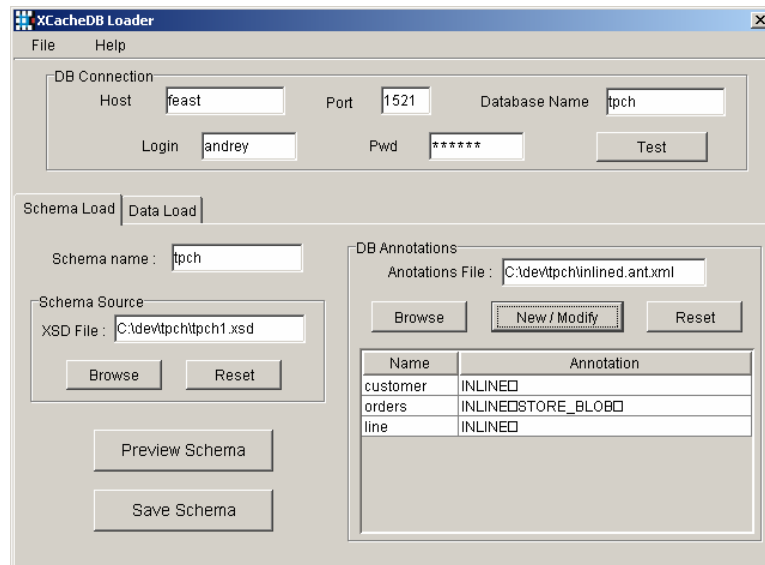 XCacheDB Loader
File Help
DB Connection
Host feast Port 1521 Database Name tpch
Login andrey Pwd ****** Test
Schema Load Data Load
Schema name : tpch
Schema Source
XSD File : C:\dev\tpch\tpch1.xsd
Browse Reset
Preview Schema
Save Schema
DB Annotations
Anotations File : C:\dev\tpch\inlined.ant.xml
Browse New / Modify Reset
Name Annotation
customer INLINE□
orders INLINE□STORE_BLOB□
line INLINE□